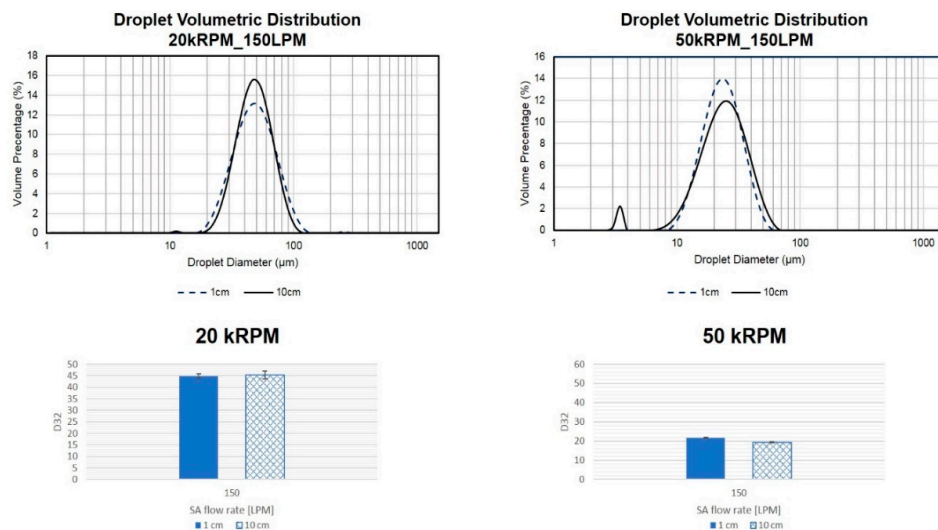 Droplet Volumetric Distribution
20kRPM_150LPM
Volume Precentage (%)
18
16
14
12
10
8
6
4
2
0
1 10 100 1000
Droplet Diameter (µm)
1cm 10cm
Droplet Volumetric Distribution
50kRPM_150LPM
Volume Precentage (%)
16
14
12
10
8
6
4
2
0
1 10 100 1000
Droplet Diameter (µm)
1cm 10cm
20 kRPM
D32
50
45
40
35
30
25
20
15
10
5
0
150
SA flow rate [LPM]
1 cm 10 cm
50 kRPM
D32
60
50
40
30
20
10
0
150
SA flow rate [LPM]
1 cm 10 cm